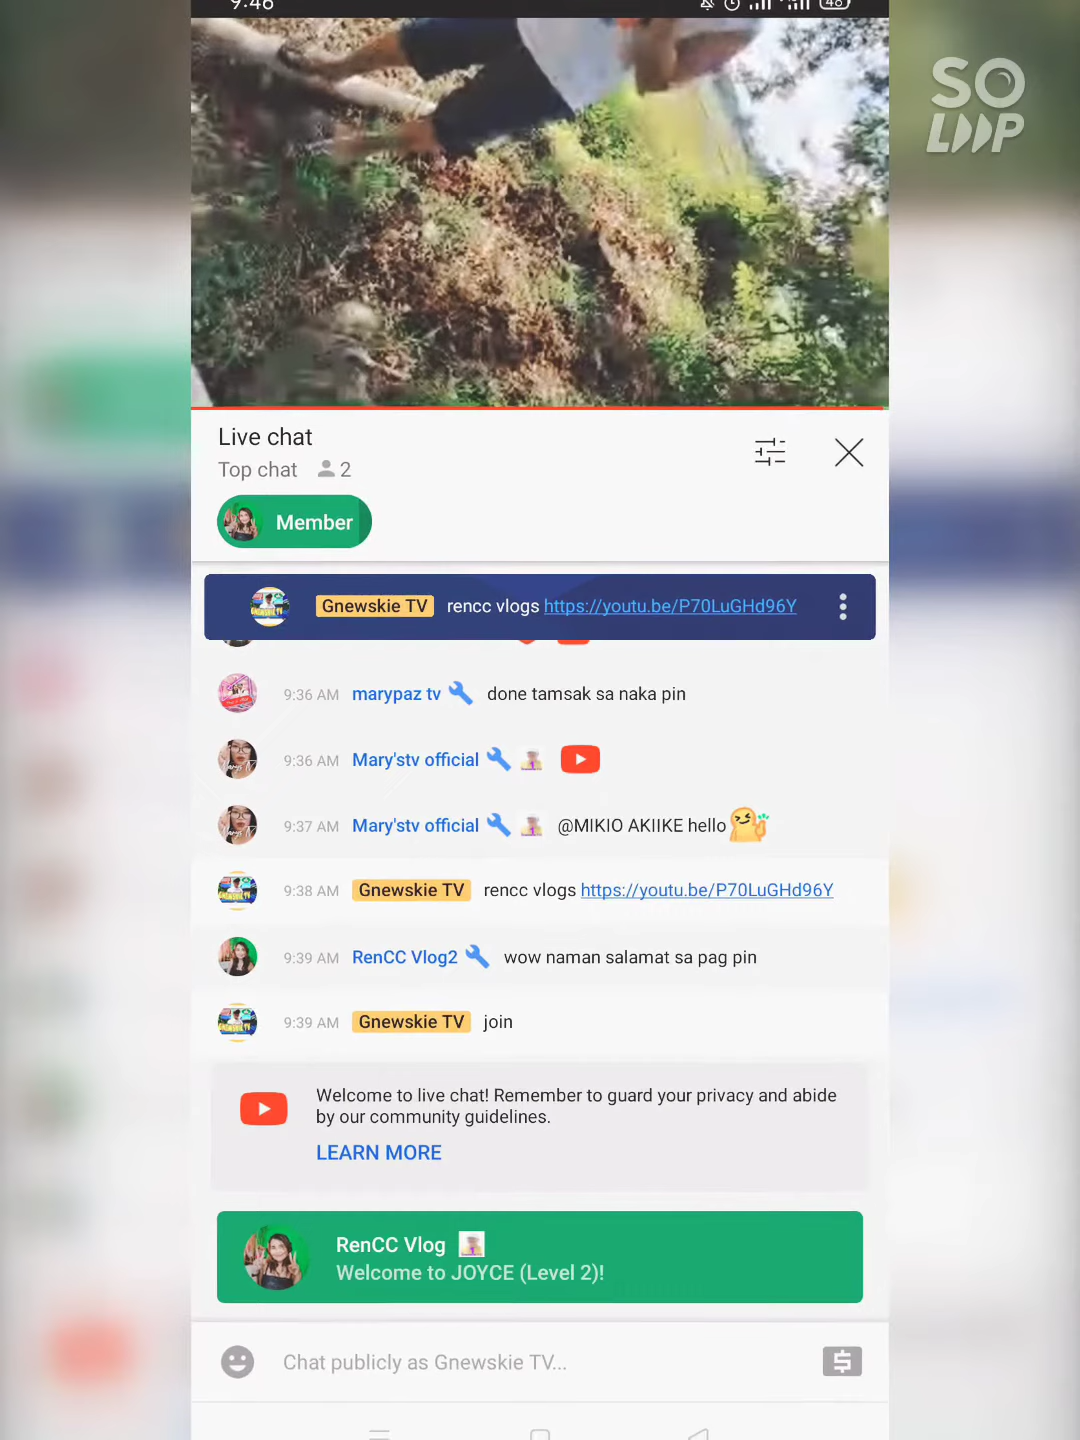 9:46
48
SO
LOOP
Live chat
Top chat 2
Member
Gnewskie TV rencc vlogs https://youtu.be/P70LuGHd96Y
9:36 AM marypaz tv done tamsak sa naka pin
9:36 AM Mary'stv official
9:37 AM Mary'stv official @MIKIO AKIIKE hello
9:38 AM Gnewskie TV rencc vlogs https://youtu.be/P70LuGHd96Y
9:39 AM RenCC Vlog2 wow naman salamat sa pag pin
9:39 AM Gnewskie TV join
Welcome to live chat! Remember to guard your privacy and abide
by our community guidelines.
LEARN MORE
RenCC Vlog
Welcome to JOYCE (Level 2)!
Chat publicly as Gnewskie TV...